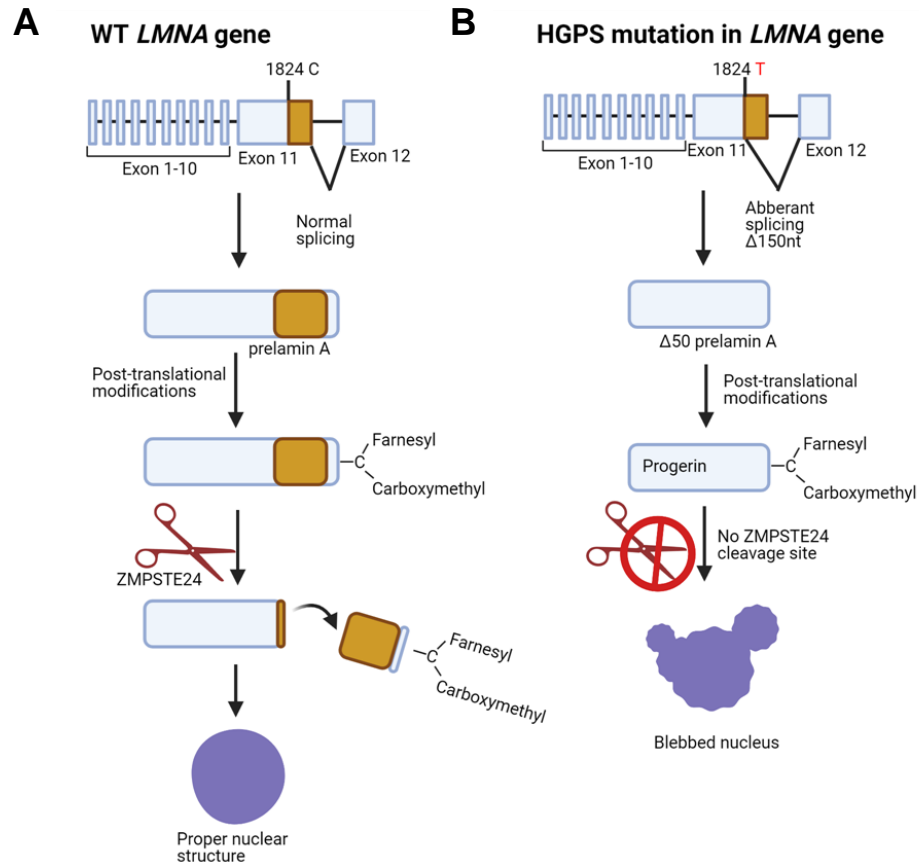 A
WT LMNA gene
1824 C
Exon 1-10
Exon 11
Exon 12
Normal
splicing
prelamin A
Post-translational
modifications
C
Farnesyl
Carboxymethyl
ZMPSTE24
C
Farnesyl
Carboxymethyl
Proper nuclear
structure
B
HGPS mutation in LMNA gene
1824 T
Exon 1-10
Exon 11
Exon 12
Abberant
splicing
Δ150nt
Δ50 prelamin A
Post-translational
modifications
Progerin
C
Farnesyl
Carboxymethyl
No ZMPSTE24
cleavage site
Blebbed nucleus